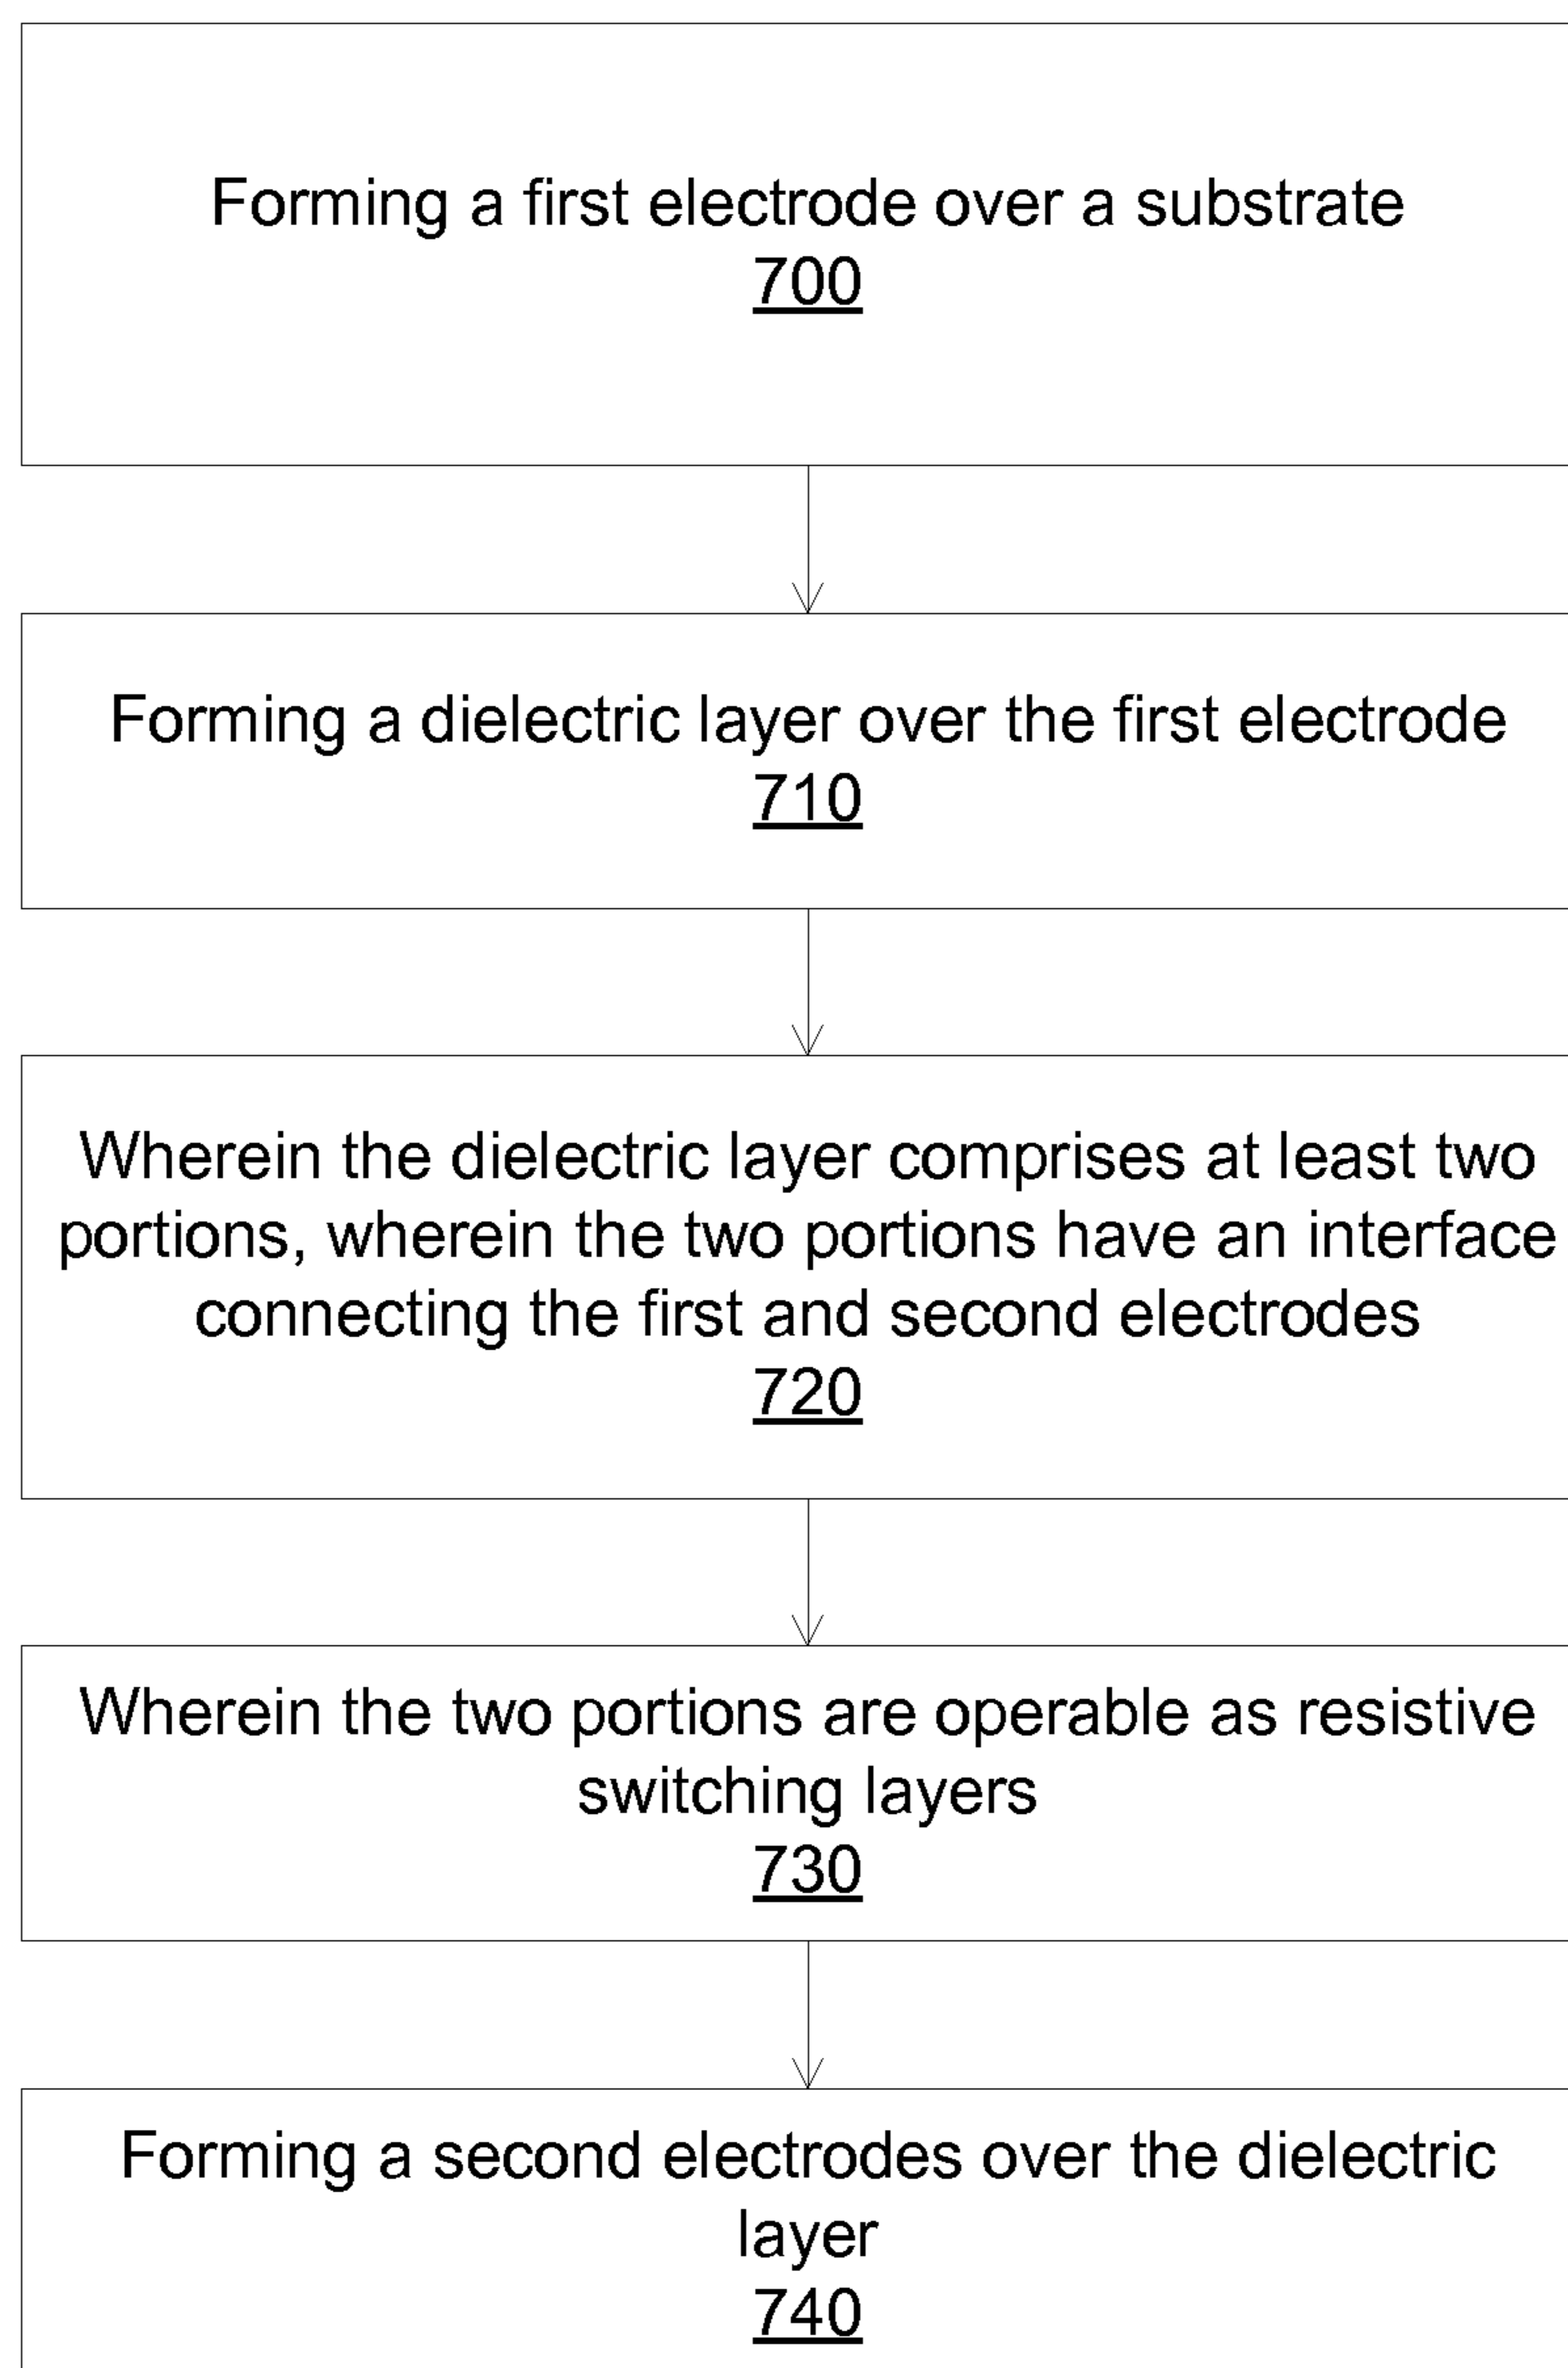 Forming a first electrode over a substrate
700
Forming a dielectric layer over the first electrode
710
Wherein the dielectric layer comprises at least two
portions, wherein the two portions have an interface
connecting the first and second electrodes
720
Wherein the two portions are operable as resistive
switching layers
730
Forming a second electrodes over the dielectric
layer
740